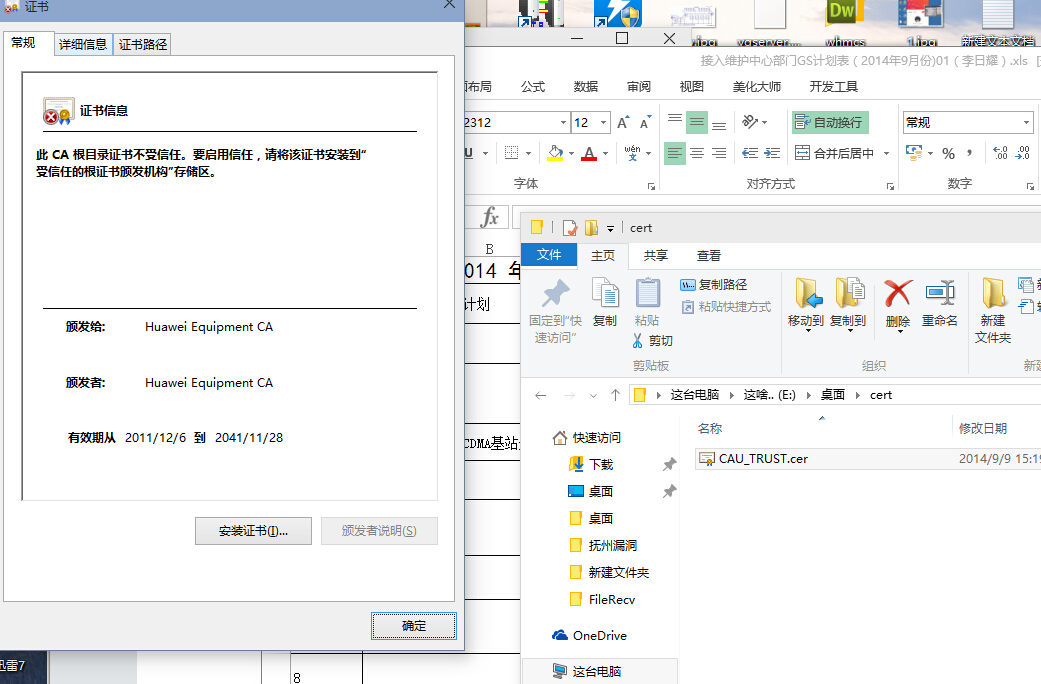 证书
常规
详细信息
证书路径
证书信息
此 CA 根目录证书不受信任。要启用信任，请将该证书安装到“
受信任的根证书颁发机构”存储区。
颁发给:
Huawei Equipment CA
颁发者:
Huawei Equipment CA
有效期从 2011/12/6 到 2041/11/28
安装证书(I)...
颁发者说明(S)
确定
迅雷7
Dw
.jpg
vgserver...
whmcs
1.jpg
新建文本文档
接入维护中心部门GS计划表（2014年9月份)01（李日耀）.xls
布局
公式
数据
审阅
视图
美化大师
开发工具
2312
12
A
A
自动换行
常规
U
A
wén
文
合并后居中
%
字体
对齐方式
数字
fx
B
014 年
计划
CDMA基站
8
cert
文件
主页
共享
查看
固定到“快
速访问”
复制
粘贴
复制路径
粘贴快捷方式
剪切
移动到
复制到
删除
重命名
新建
文件夹
剪贴板
组织
新建
这台电脑
这啥.. (E:)
桌面
cert
快速访问
下载
桌面
桌面
抚州漏洞
新建文件夹
FileRecv
OneDrive
这台电脑
名称
修改日期
CAU_TRUST.cer
2014/9/9 15:19